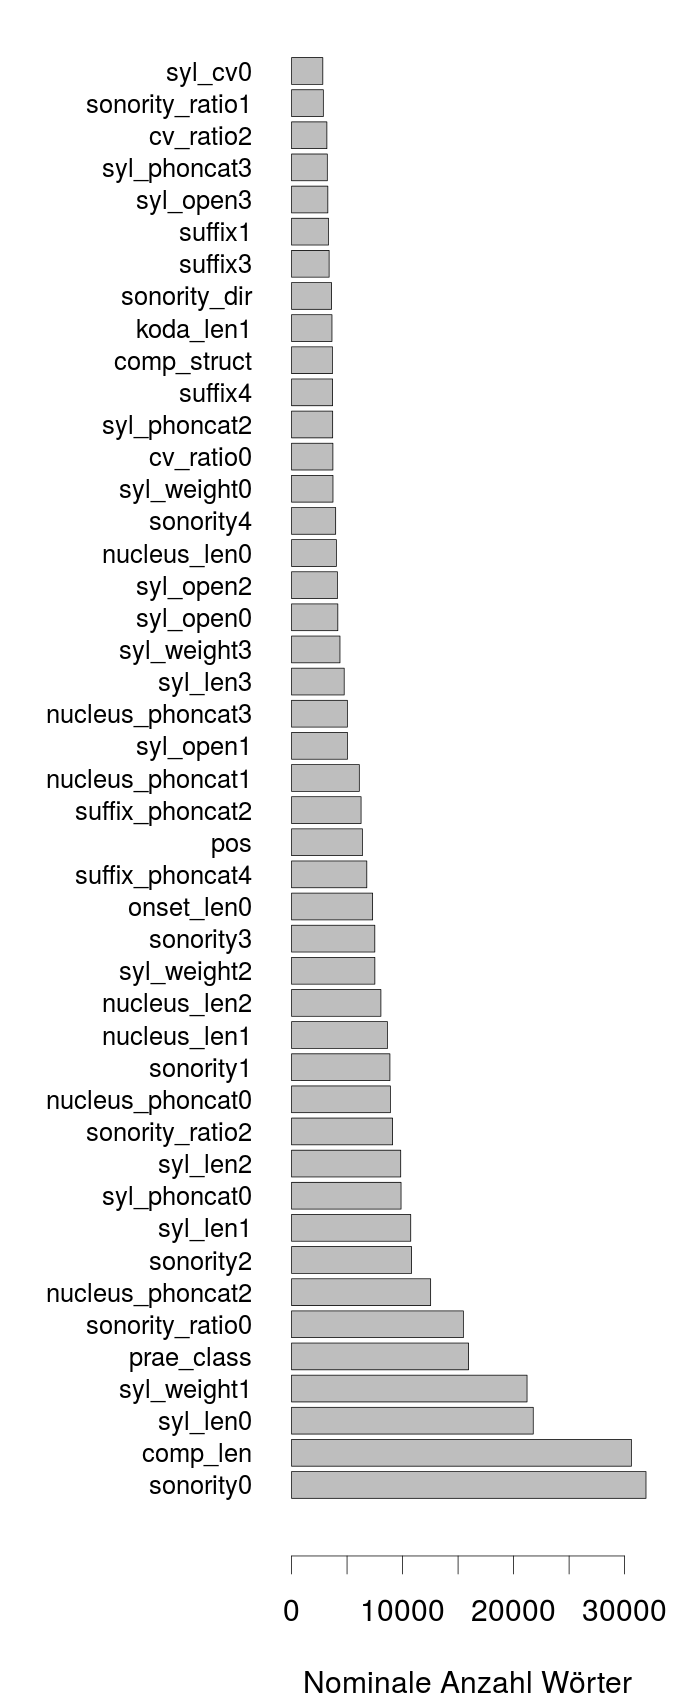 syl_cv0
sonority_ratio1
cv_ratio2
syl_phoncat3
syl_open3
suffix1
suffix3
sonority_dir
koda_len1
comp_struct
suffix4
syl_phoncat2
cv_ratio0
syl_weight0
sonority4
nucleus_len0
syl_open2
syl_open0
syl_weight3
syl_len3
nucleus_phoncat3
syl_open1
nucleus_phoncat1
suffix_phoncat2
pos
suffix_phoncat4
onset_len0
sonority3
syl_weight2
nucleus_len2
nucleus_len1
sonority1
nucleus_phoncat0
sonority_ratio2
syl_len2
syl_phoncat0
syl_len1
sonority2
nucleus_phoncat2
sonority_ratio0
prae_class
syl_weight1
syl_len0
comp_len
sonority0
0 10000 20000 30000
Nominale Anzahl Wörter